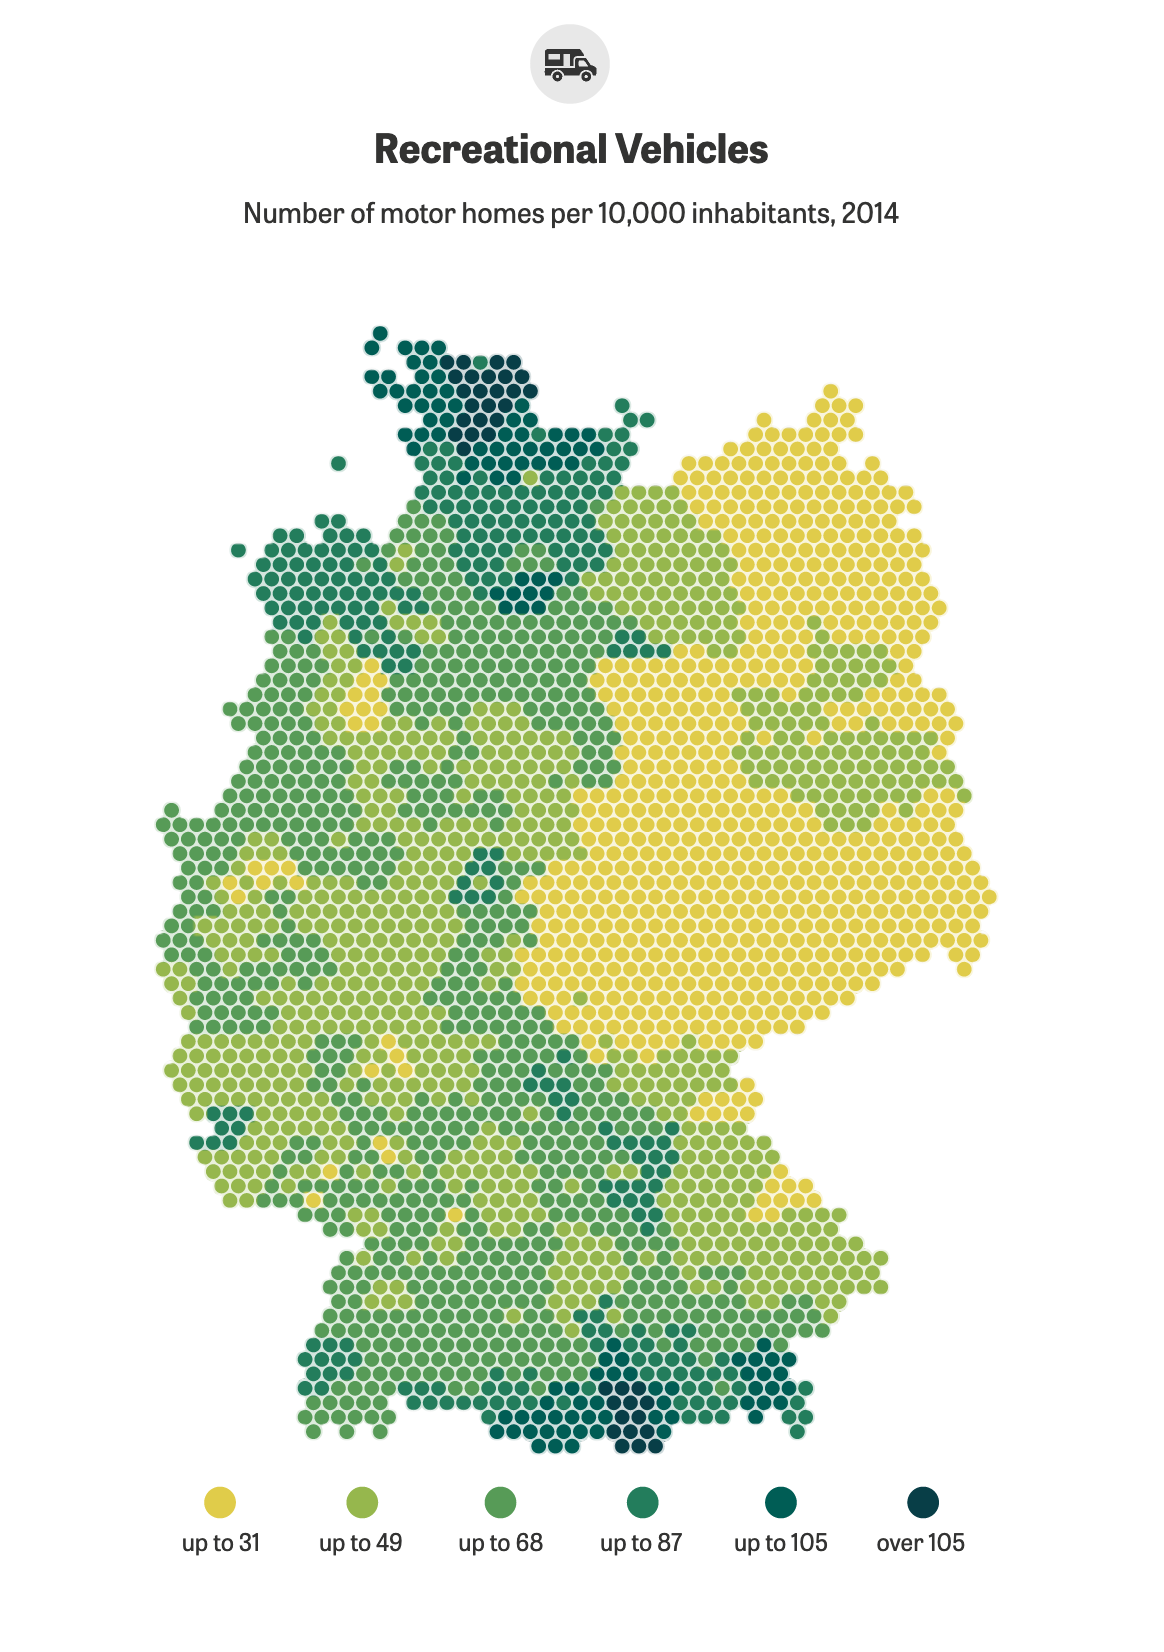 Recreational Vehicles
Number of motor homes per 10,000 inhabitants, 2014
up to 31
up to 49
up to 68
up to 87
up to 105
over 105